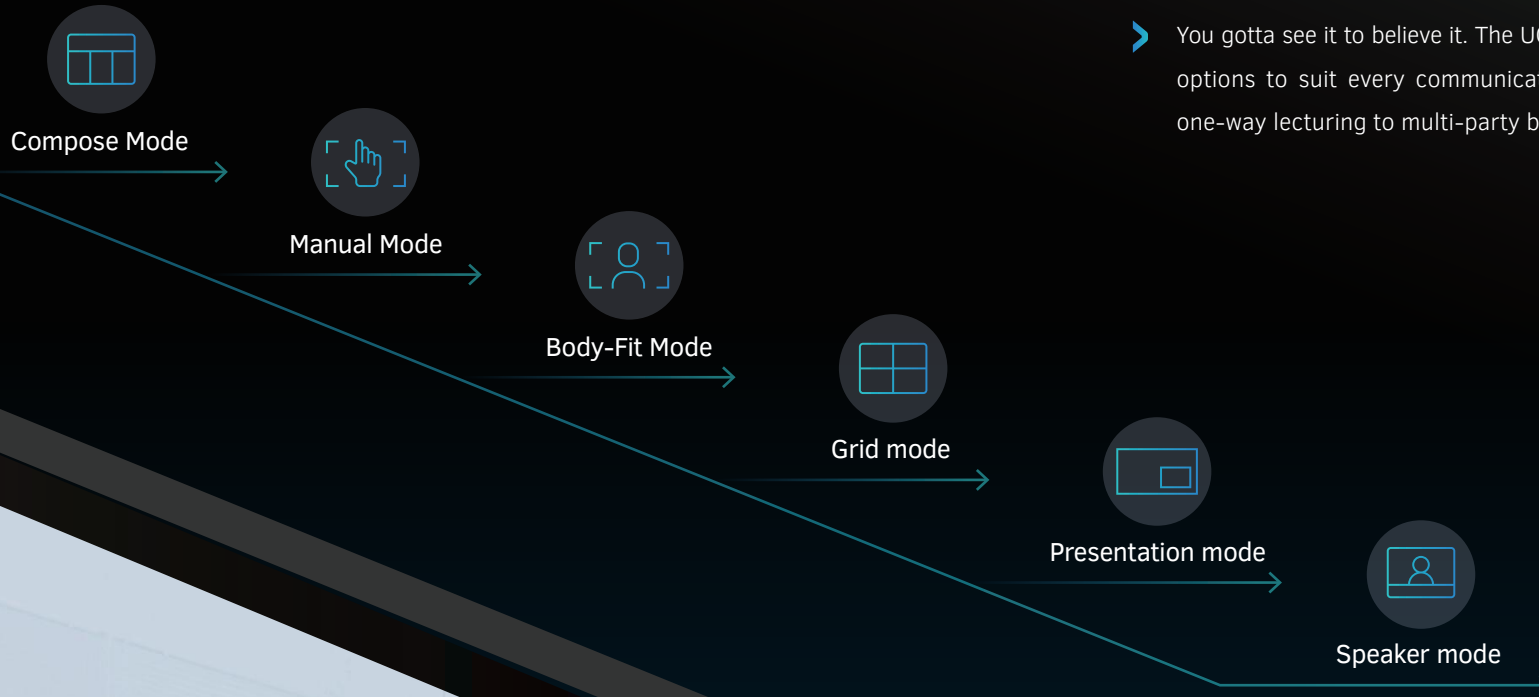 You gotta see it to believe it. The
options to suit every
one-way lecturing to multi-party
Compose Mode
Manual Mode
Body-Fit Mode
Grid mode
Presentation mode
Speaker mode